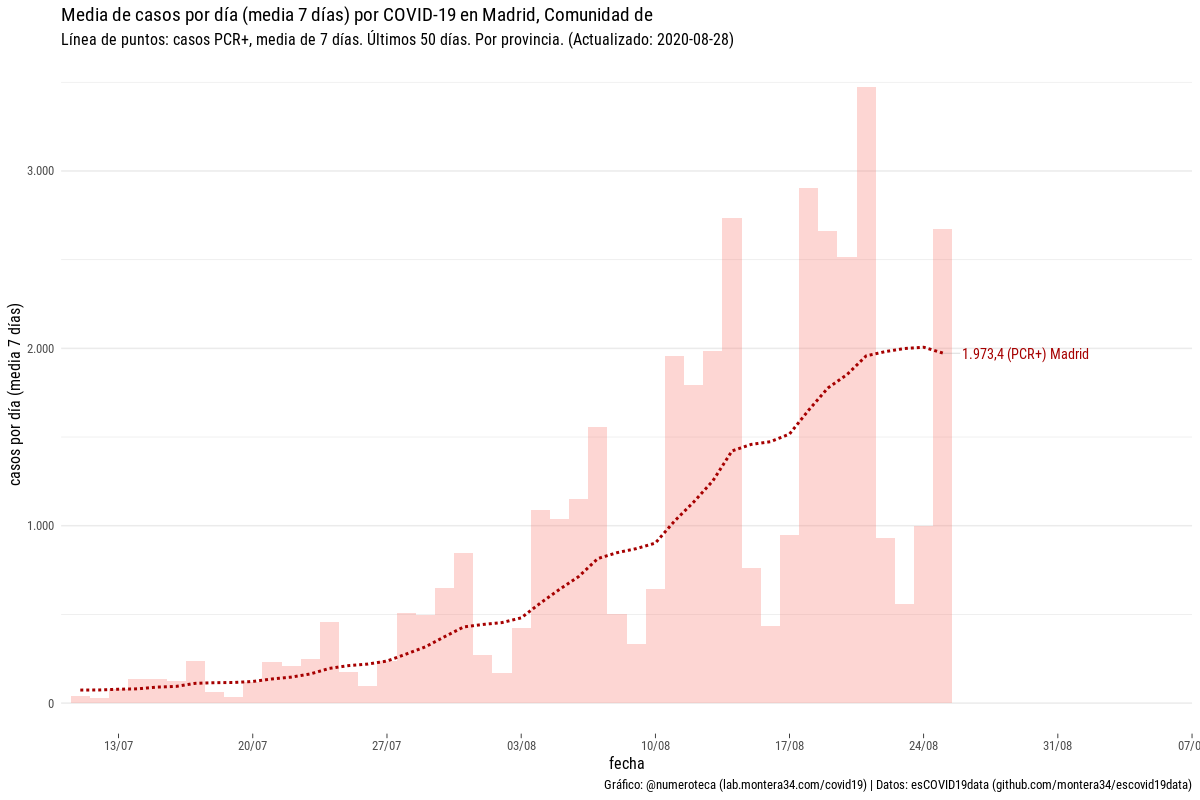 Media de casos por día (media 7 días) por COVID-19 en Madrid, Comunidad de
Línea de puntos: casos PCR+, media de 7 días. Últimos 50 días. Por provincia. (Actualizado: 2020-08-28)
casos por día (media 7 días)
3.000
2.000
1.000
0
1.973,4 (PCR+) Madrid
13/07
20/07
27/07
03/08
10/08
17/08
24/08
31/08
07/0
fecha
Gráfico: @numeroteca (lab.montera34.com/covid19) | Datos: esCOVID19data (github.com/montera34/escovid19data)